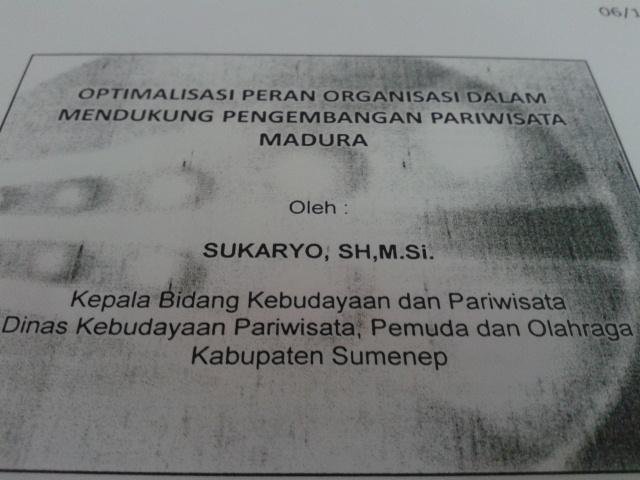 06/1
OPTIMALISASI PERAN ORGANISASI DALAM
MENDUKUNG PENGEMBANGAN PARIWISATA
MADURA
Oleh :
SUKARYO, SH,M.Si.
Kepala Bidang Kebudayaan dan Pariwisata
Dinas Kebudayaan Pariwisata, Pemuda dan Olahraga
Kabupaten Sumenep